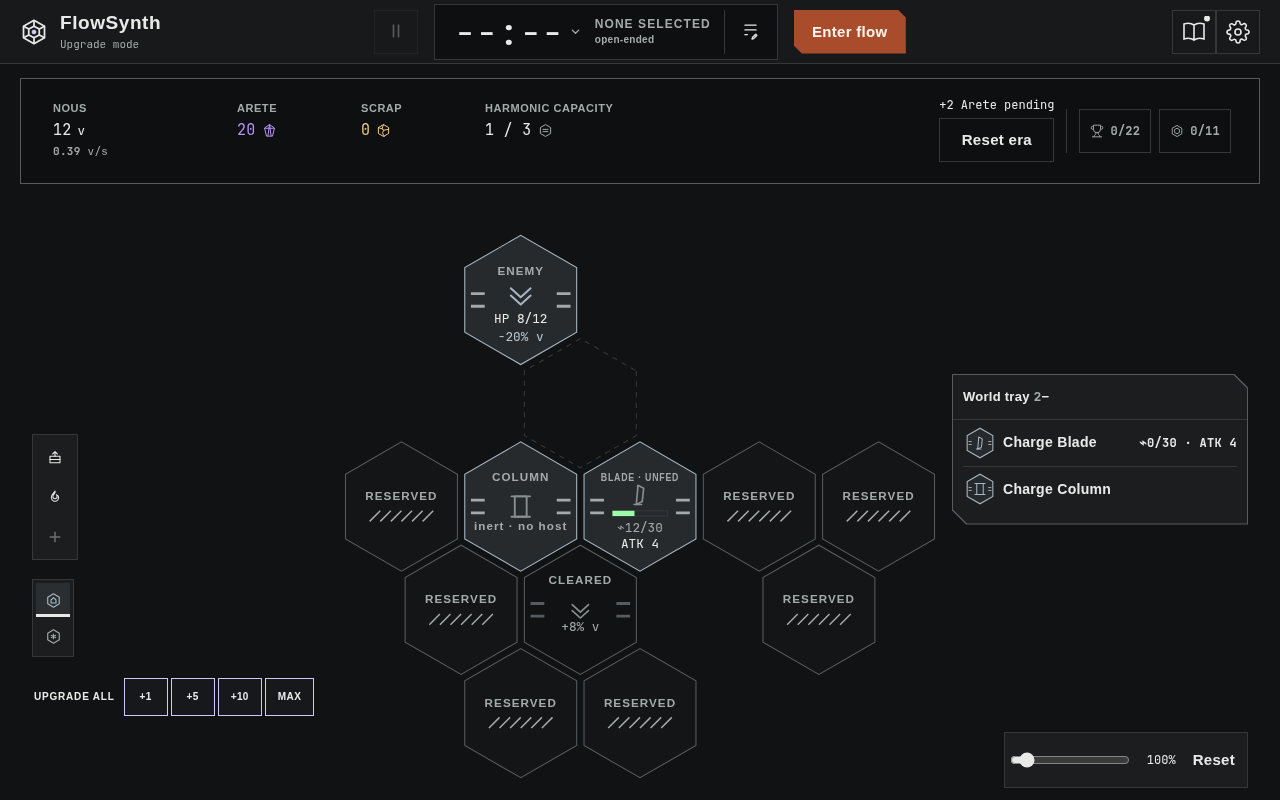 FlowSynth
Upgrade mode
--:--
NONE SELECTED
open-ended
Enter flow
NOUS
12 v
0.39 v/s
ARETE
20
SCRAP
0
HARMONIC CAPACITY
1 / 3
+2 Arete pending
Reset era
0/22
0/11
ENEMY
HP 8/12
-20% v
World tray 2–
Charge Blade
⌁0/30 · ATK 4
Charge Column
RESERVED
COLUMN
inert · no host
BLADE · UNFED
⌁12/30
ATK 4
RESERVED
RESERVED
RESERVED
CLEARED
+8% v
RESERVED
UPGRADE ALL
+1
+5
+10
MAX
RESERVED
RESERVED
100%
Reset